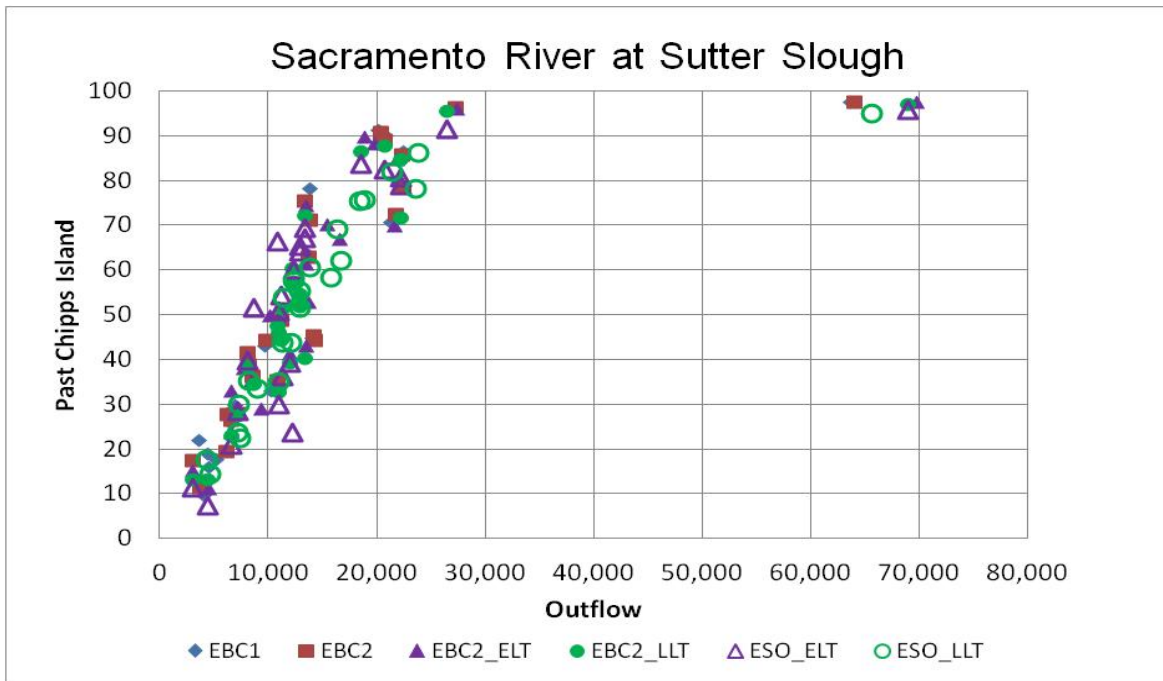 Sacramento River at Sutter Slough
100
90
80
70
60
50
40
30
20
10
0
Past Chipps Island
0 10,000 20,000 30,000 40,000 50,000 60,000 70,000 80,000
Outflow
EBC1 EBC2 EBC2_ELT EBC2_LLT ESO_ELT ESO_LLT